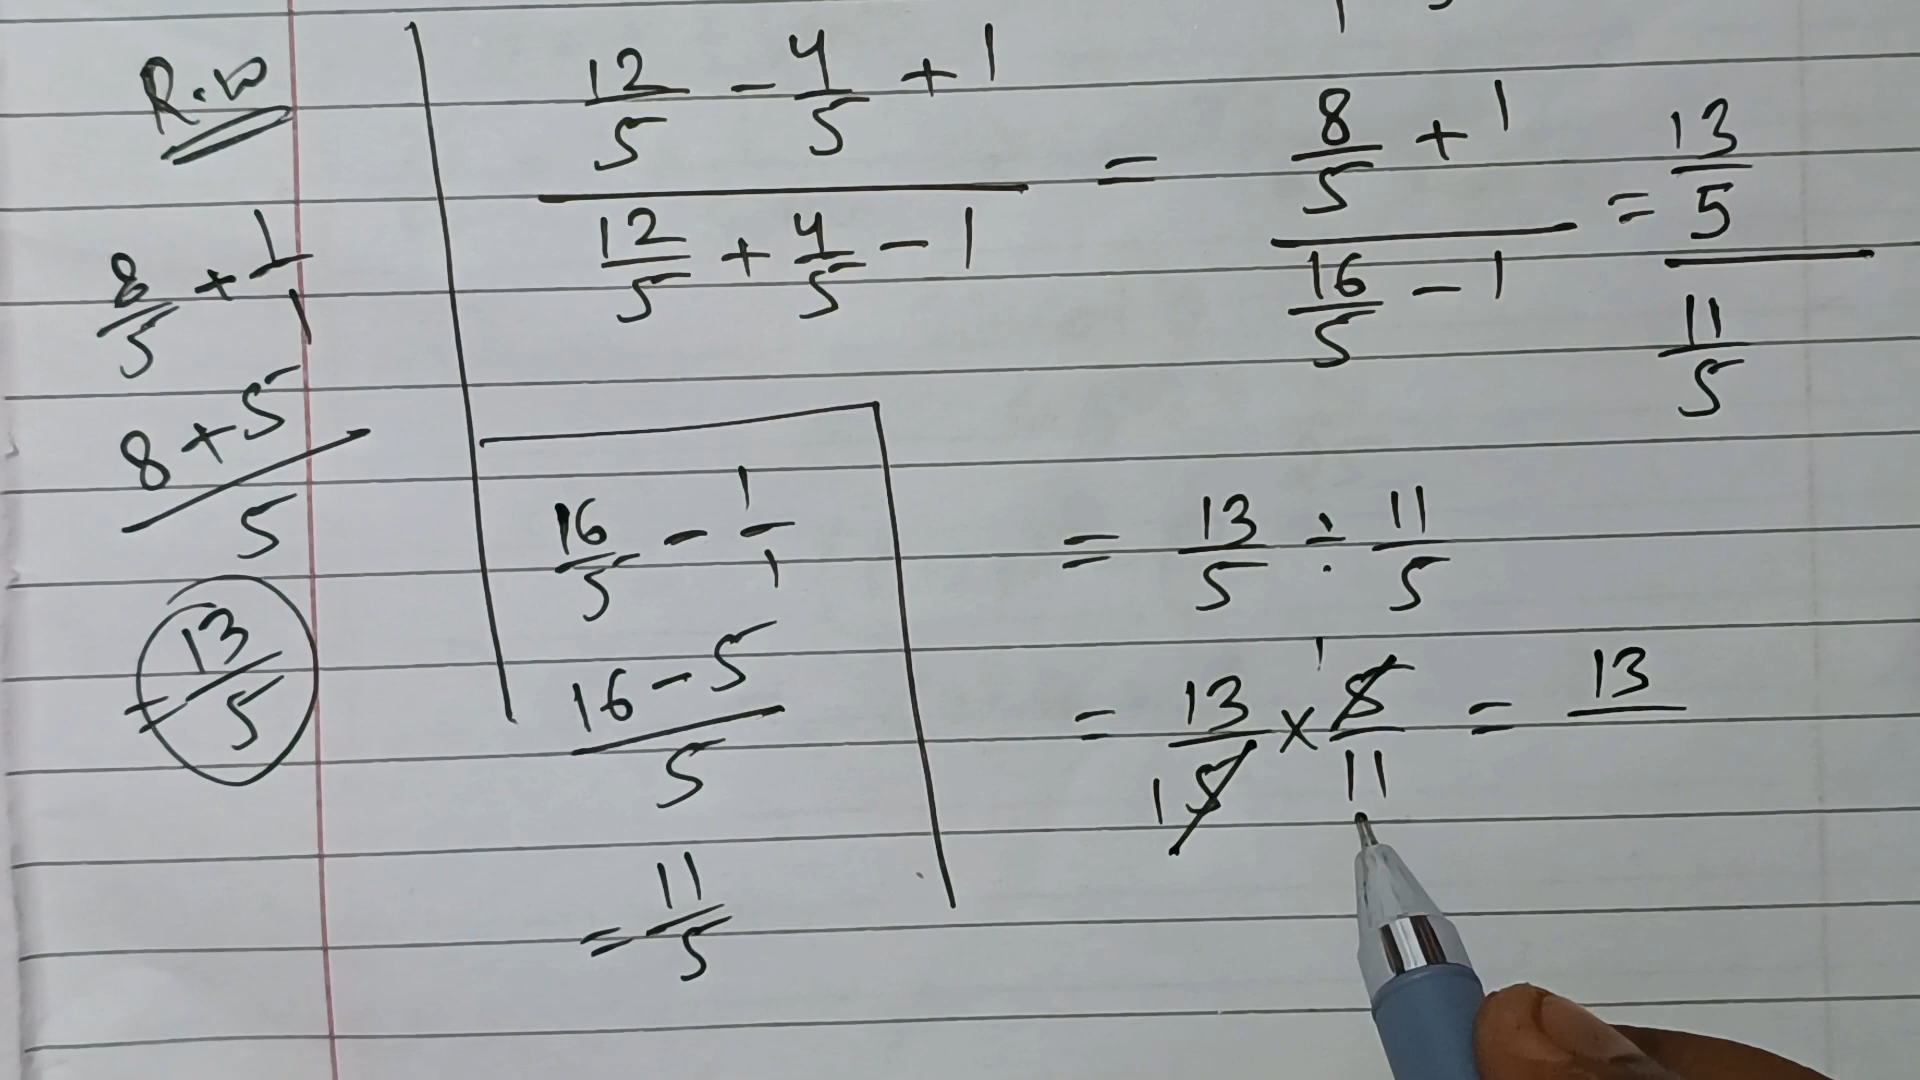 R.w
8/5 + 1/1
8+5/5
= 13/5
12/5 - 4/5 + 1
12/5 + 4/5 - 1
= 8/5 + 1
16/5 - 1
= 13/5
11/5
16/5 - 1/1
16-5/5
= 11/5
= 13/5 ÷ 11/5
= 13/1 5 × 1 5/11 = 13